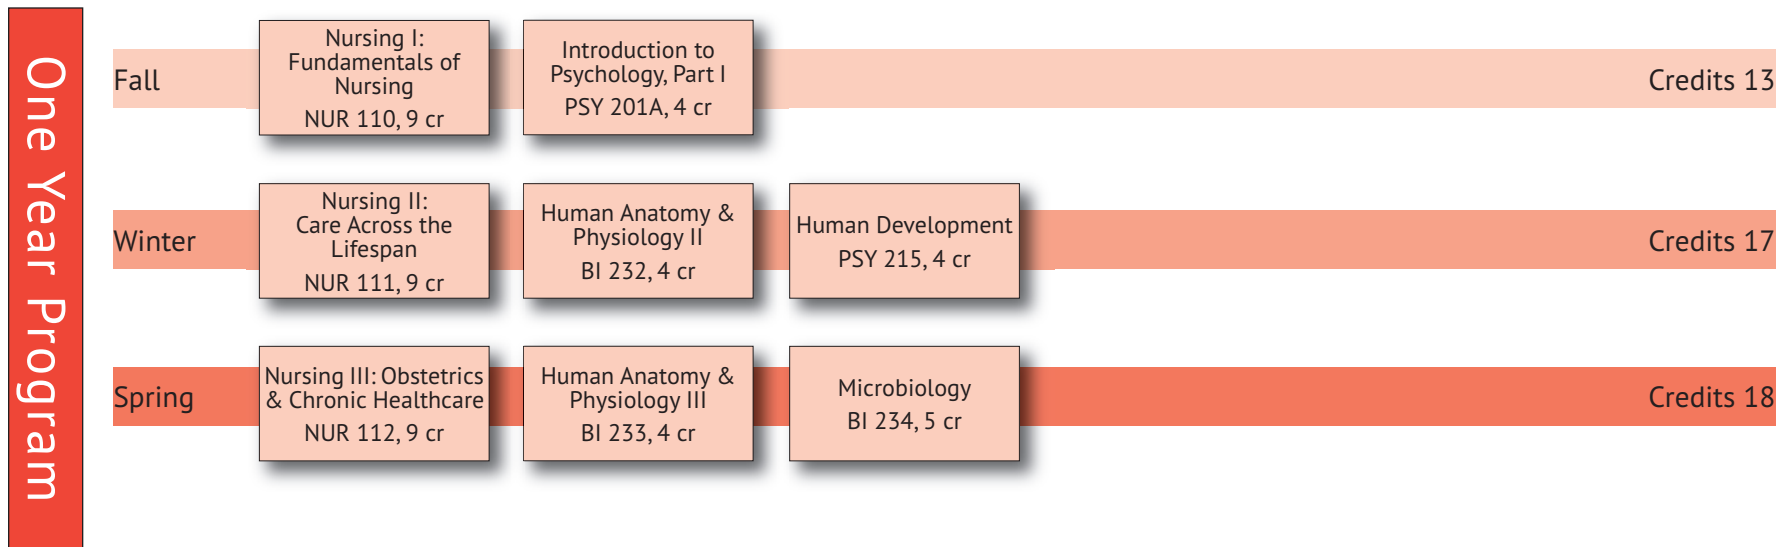 One Year Program
Fall
Nursing I:
Fundamentals of
Nursing
NUR 110, 9 cr
Introduction to
Psychology, Part I
PSY 201A, 4 cr
Credits 13
Winter
Nursing II:
Care Across the
Lifespan
NUR 111, 9 cr
Human Anatomy &
Physiology II
BI 232, 4 cr
Human Development
PSY 215, 4 cr
Credits 17
Spring
Nursing III: Obstetrics
& Chronic Healthcare
NUR 112, 9 cr
Human Anatomy &
Physiology III
BI 233, 4 cr
Microbiology
BI 234, 5 cr
Credits 18